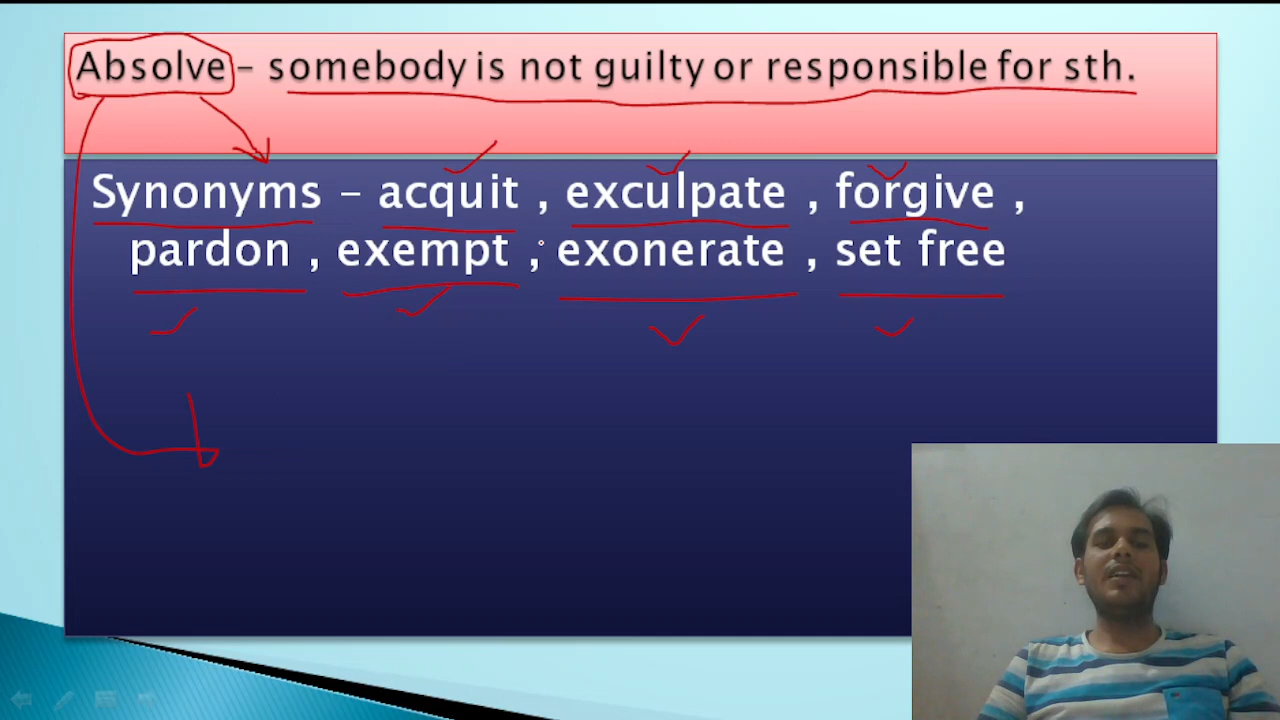 Absolve – somebody is not guilty or responsible for sth.
Synonyms – acquit , exculpate , forgive ,
pardon , exempt , exonerate , set free